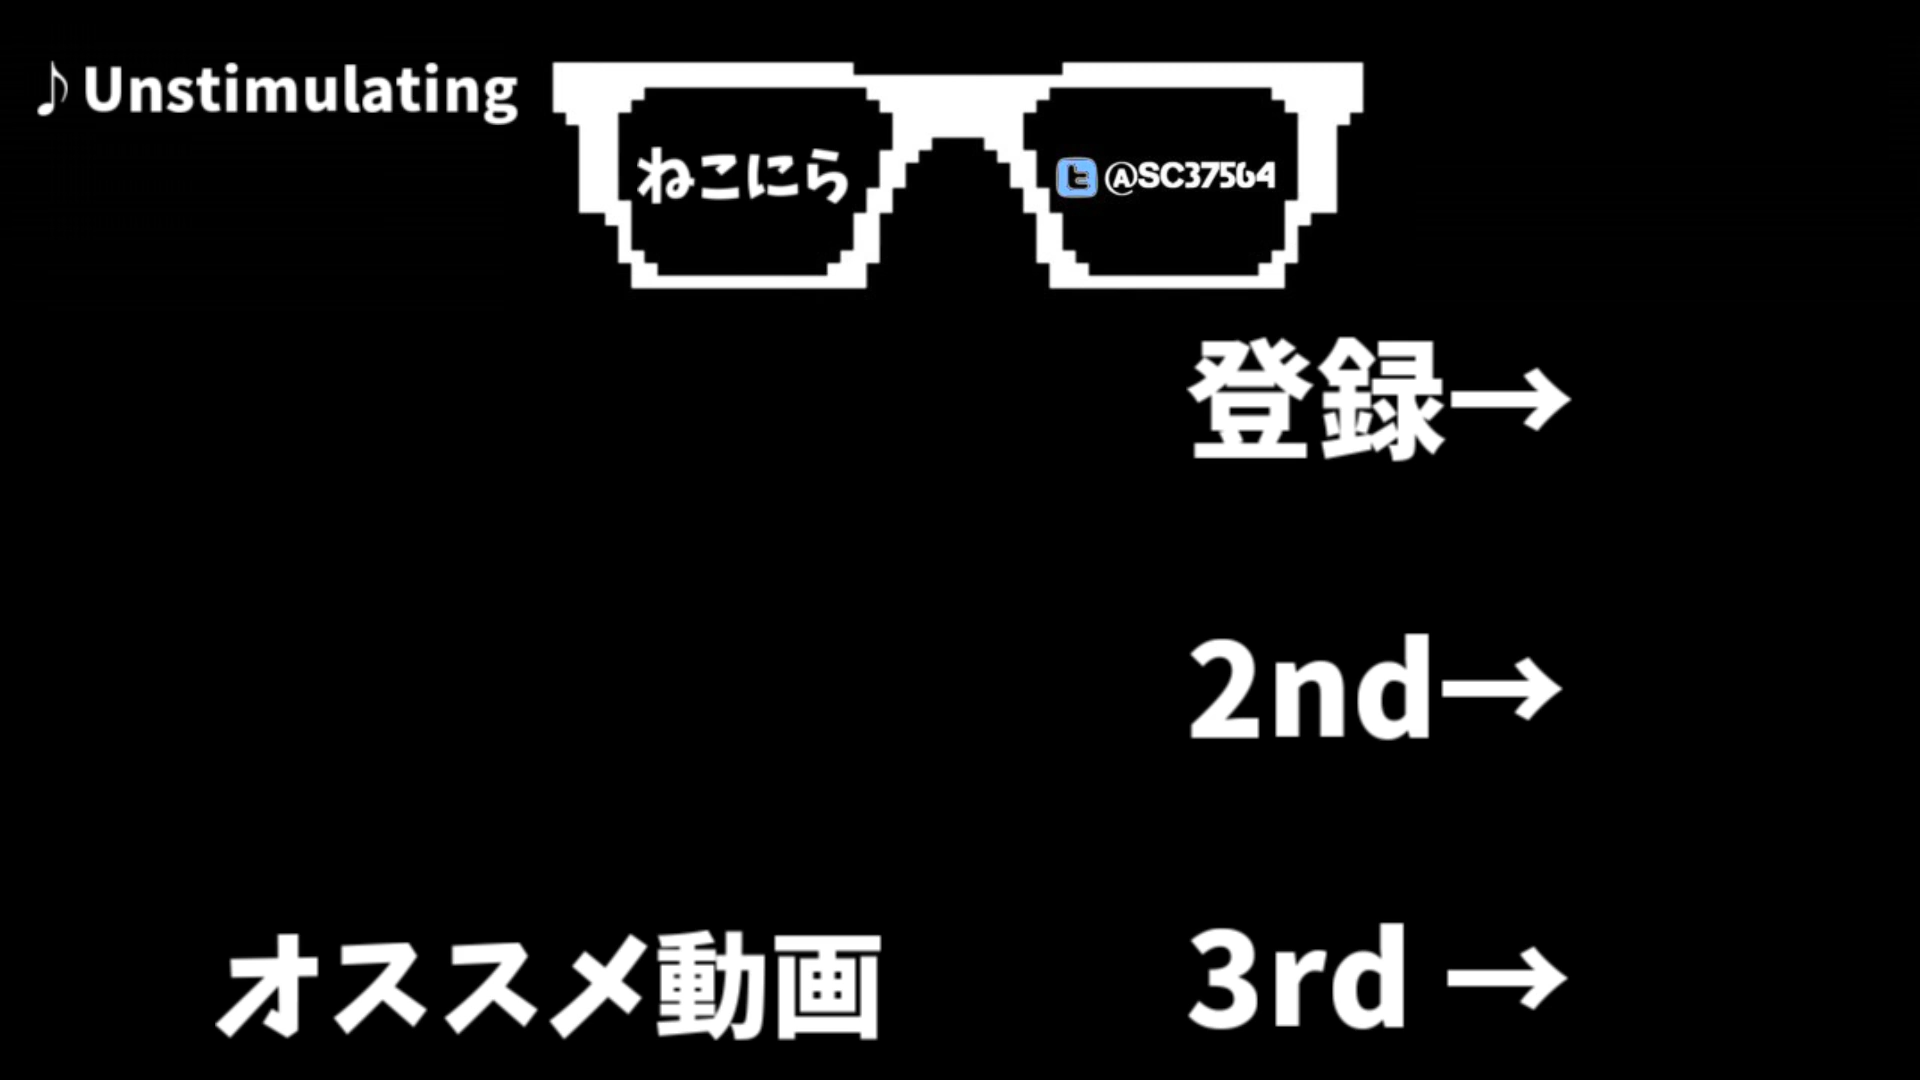 ♪Unstimulating
ねこにら
@SC37564
登録→
2nd→
オススメ動画
3rd →